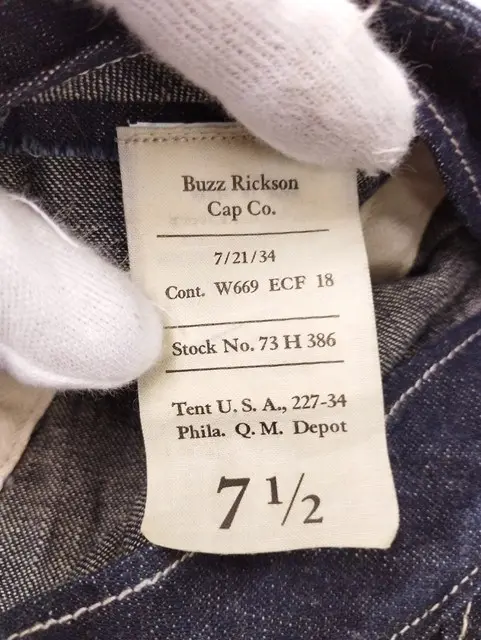 Buzz Rickson
Cap Co.
7/21/34
Cont. W669 ECF 18
Stock No. 73 H 386
Tent U. S. A., 227-34
Phila. Q. M. Depot
7 1/2